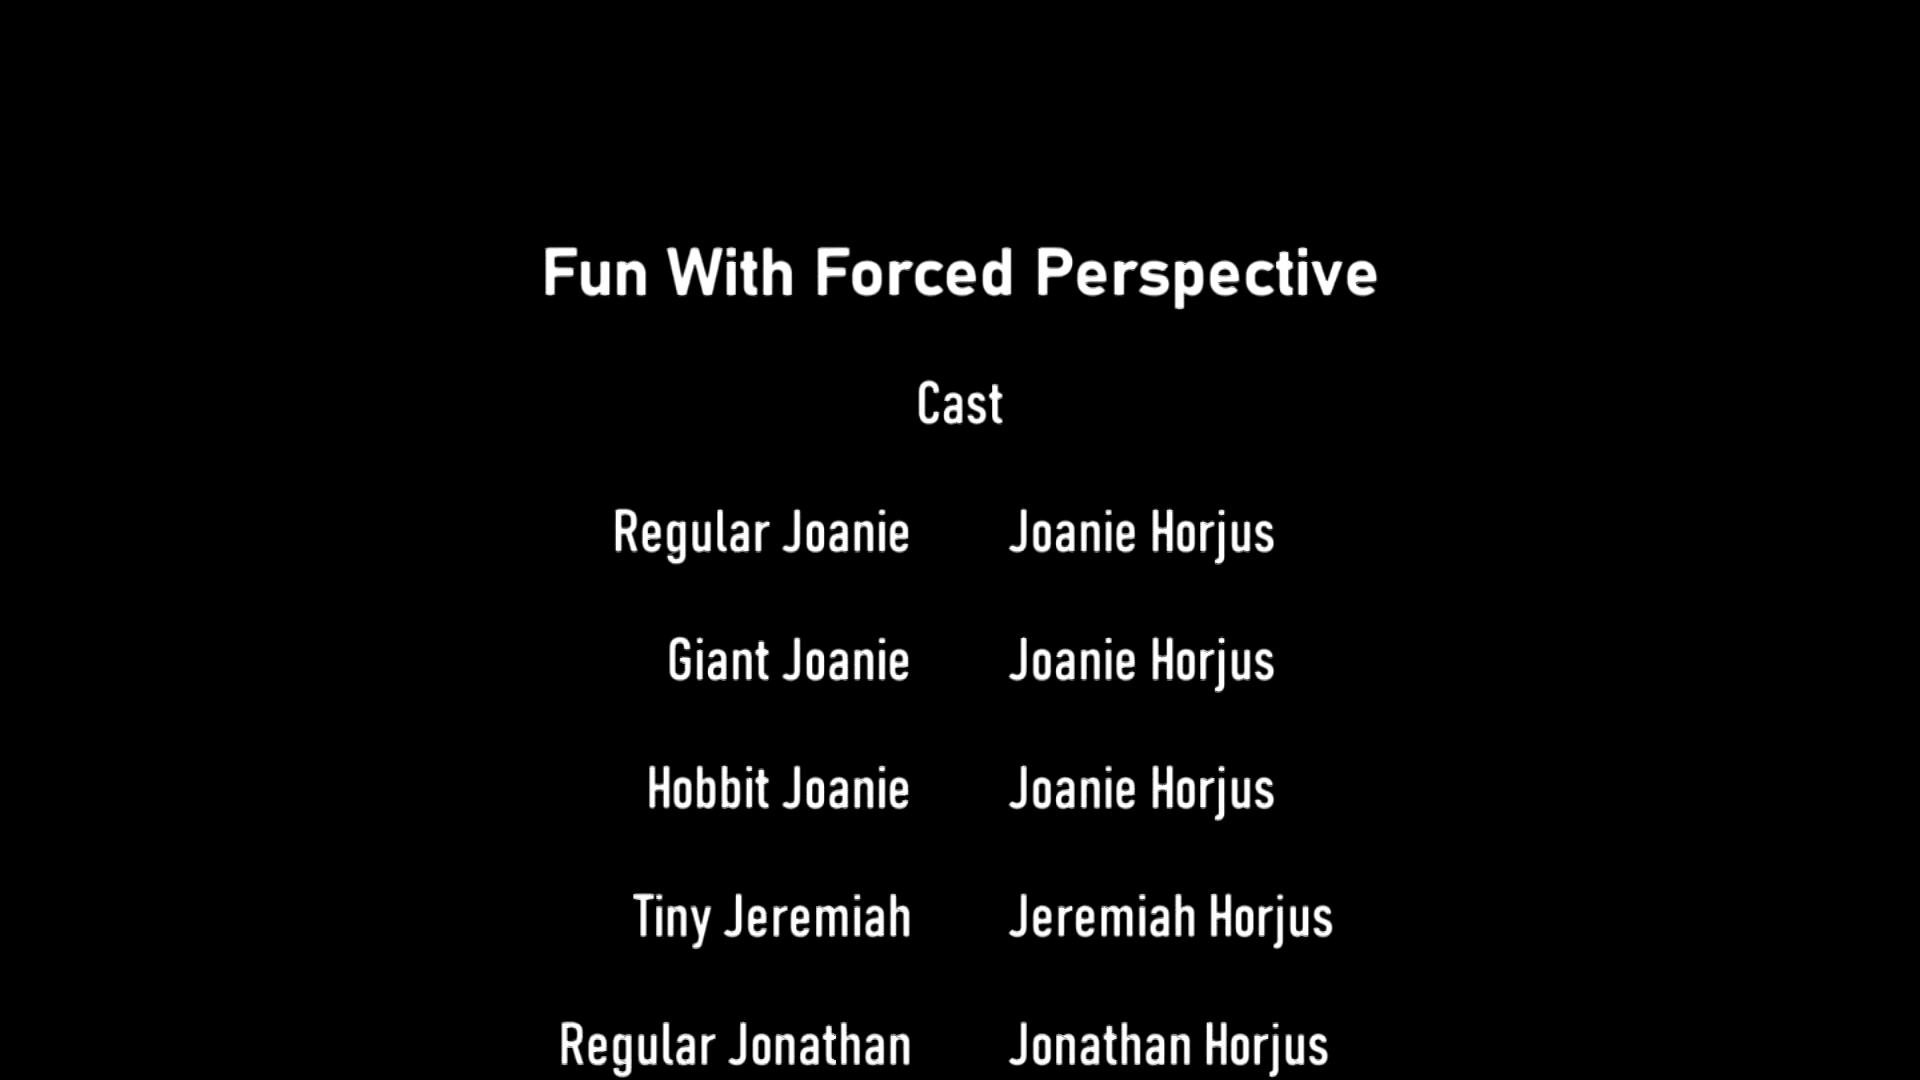 Fun With Forced Perspective
Cast
Regular Joanie Joanie Horjus
Giant Joanie Joanie Horjus
Hobbit Joanie Joanie Horjus
Tiny Jeremiah Jeremiah Horjus
Regular Jonathan Jonathan Horjus